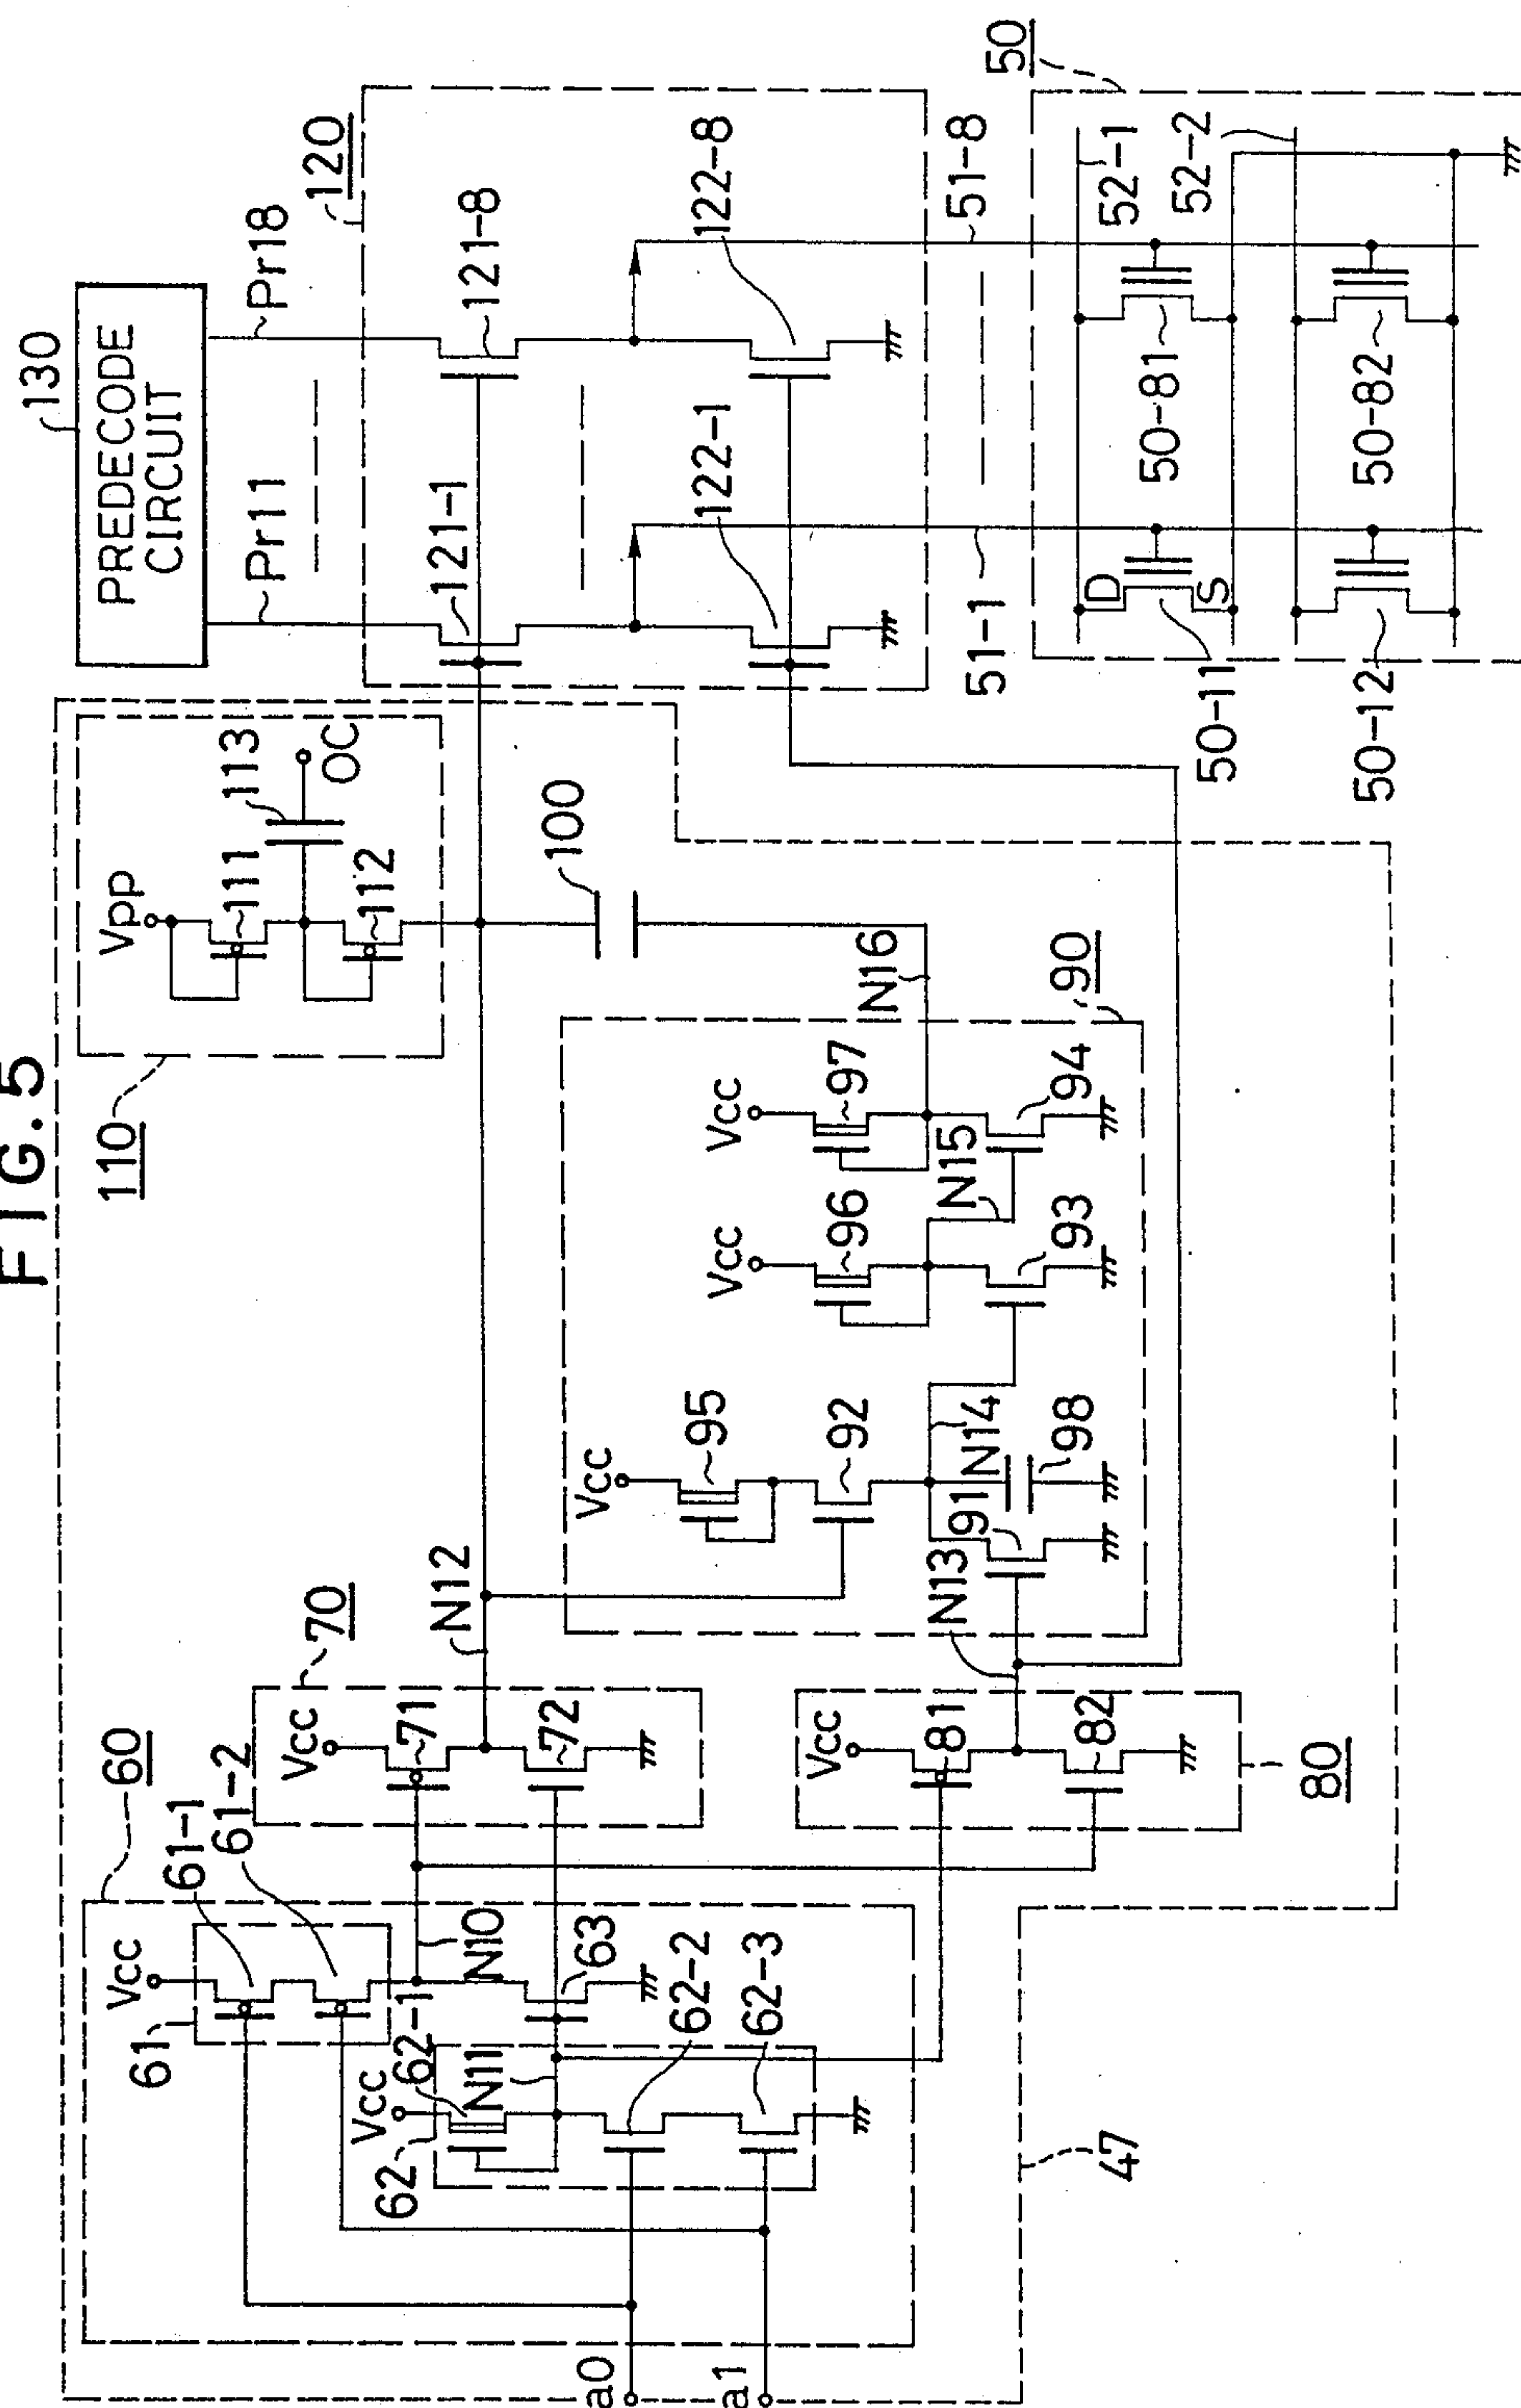 FIG.5
130
PREDECODE
CIRCUIT
Pr11
Pr18
120
121-1
121-8
122-1
122-8
51-1
51-8
50
52-1
52-2
D
S
50-11
50-12
50-81
50-82
110
Vpp
111
112
113
OC
100
N12
N16
90
Vcc
95
92
N14
98
91
N13
Vcc
96
93
N15
Vcc
97
94
70
Vcc
71
72
80
Vcc
81
82
60
61-1
61-2
Vcc
61
N10
63
62-1
N11
Vcc
62
62-2
62-3
a0
a1
47